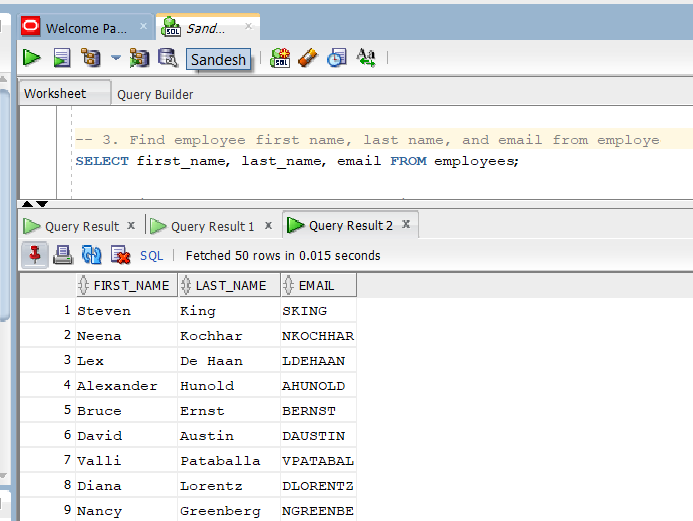 Welcome Pa... Sand...
Sandesh
Worksheet Query Builder
-- 3. Find employee first name, last name, and email from employe
SELECT first_name, last_name, email FROM employees;
Query Result Query Result 1 Query Result 2
SQL Fetched 50 rows in 0.015 seconds
FIRST_NAME LAST_NAME EMAIL
1 Steven King SKING
2 Neena Kochhar NKOCHHAR
3 Lex De Haan LDEHAAN
4 Alexander Hunold AHUNOLD
5 Bruce Ernst BERNST
6 David Austin DAUSTIN
7 Valli Pataballa VPATABAL
8 Diana Lorentz DLORENTZ
9 Nancy Greenberg NGREENBE